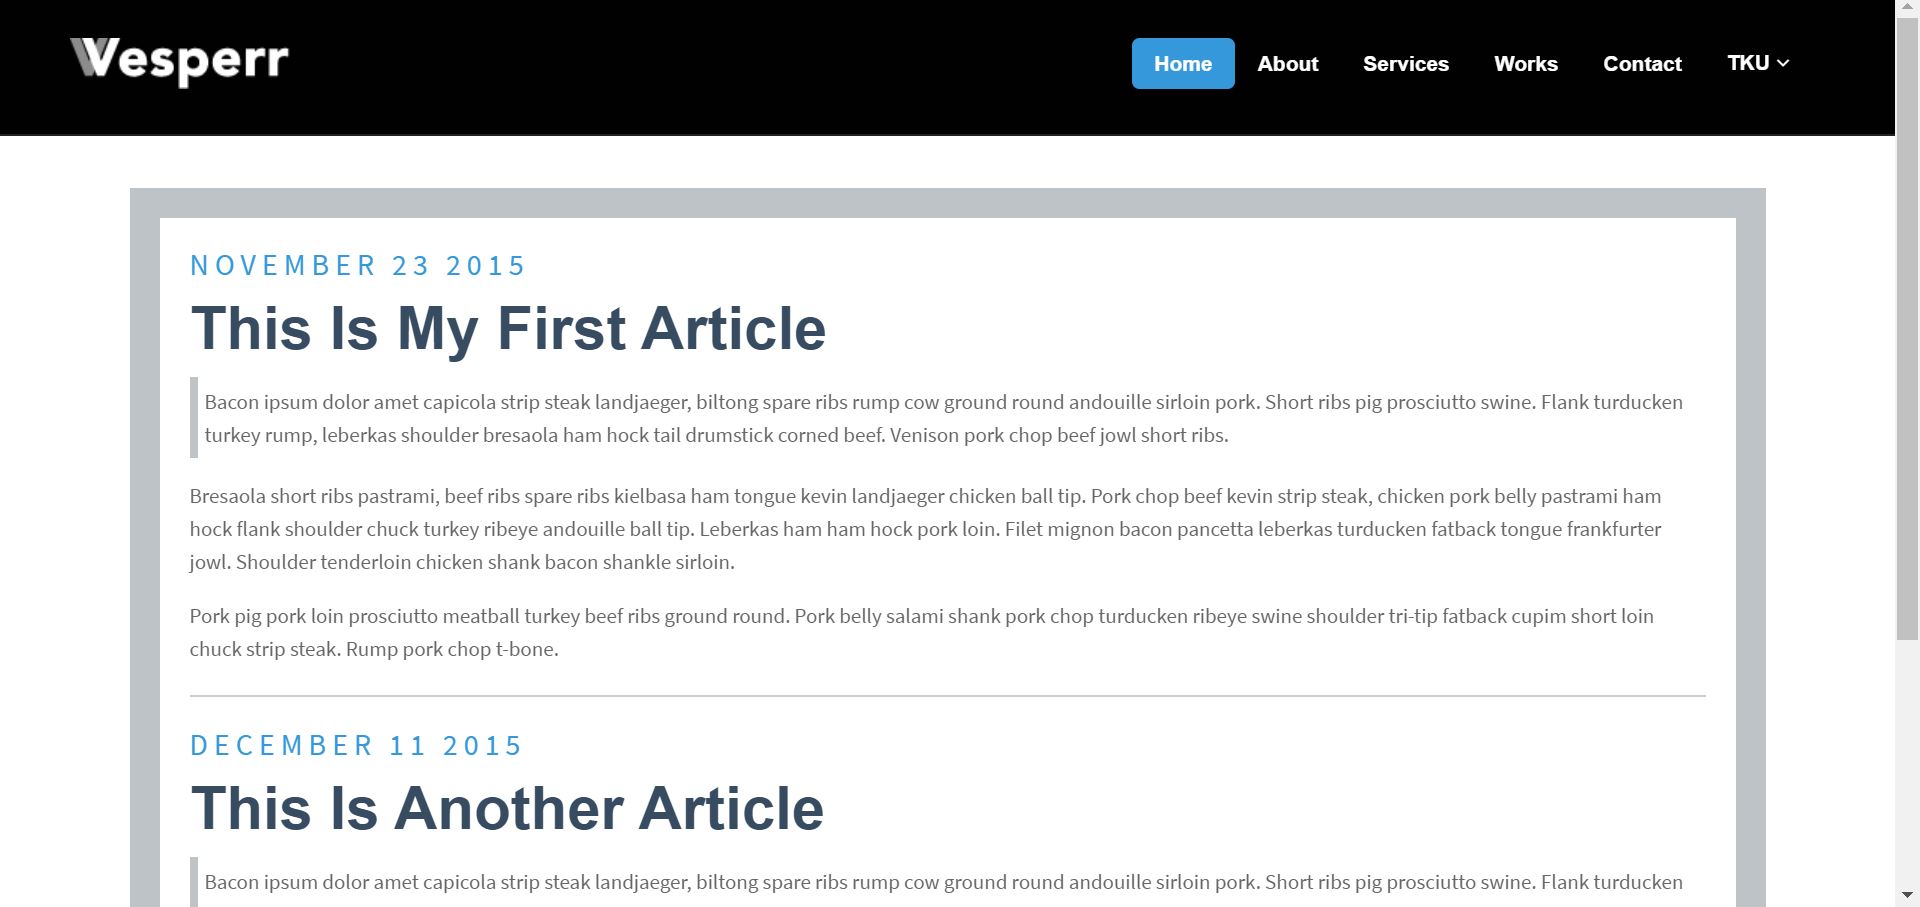 Vesperr
Home About Services Works Contact TKU
NOVEMBER 23 2015
This Is My First Article
Bacon ipsum dolor amet capicola strip steak landjaeger, biltong spare ribs rump cow ground round andouille sirloin pork. Short ribs pig prosciutto swine. Flank turducken
turkey rump, leberkas shoulder bresaola ham hock tail drumstick corned beef. Venison pork chop beef jowl short ribs.
Bresaola short ribs pastrami, beef ribs spare ribs kielbasa ham tongue kevin landjaeger chicken ball tip. Pork chop beef kevin strip steak, chicken pork belly pastrami ham
hock flank shoulder chuck turkey ribeye andouille ball tip. Leberkas ham ham hock pork loin. Filet mignon bacon pancetta leberkas turducken fatback tongue frankfurter
jowl. Shoulder tenderloin chicken shank bacon shankle sirloin.
Pork pig pork loin prosciutto meatball turkey beef ribs ground round. Pork belly salami shank pork chop turducken ribeye swine shoulder tri-tip fatback cupim short loin
chuck strip steak. Rump pork chop t-bone.
DECEMBER 11 2015
This Is Another Article
Bacon ipsum dolor amet capicola strip steak landjaeger, biltong spare ribs rump cow ground round andouille sirloin pork. Short ribs pig prosciutto swine. Flank turducken